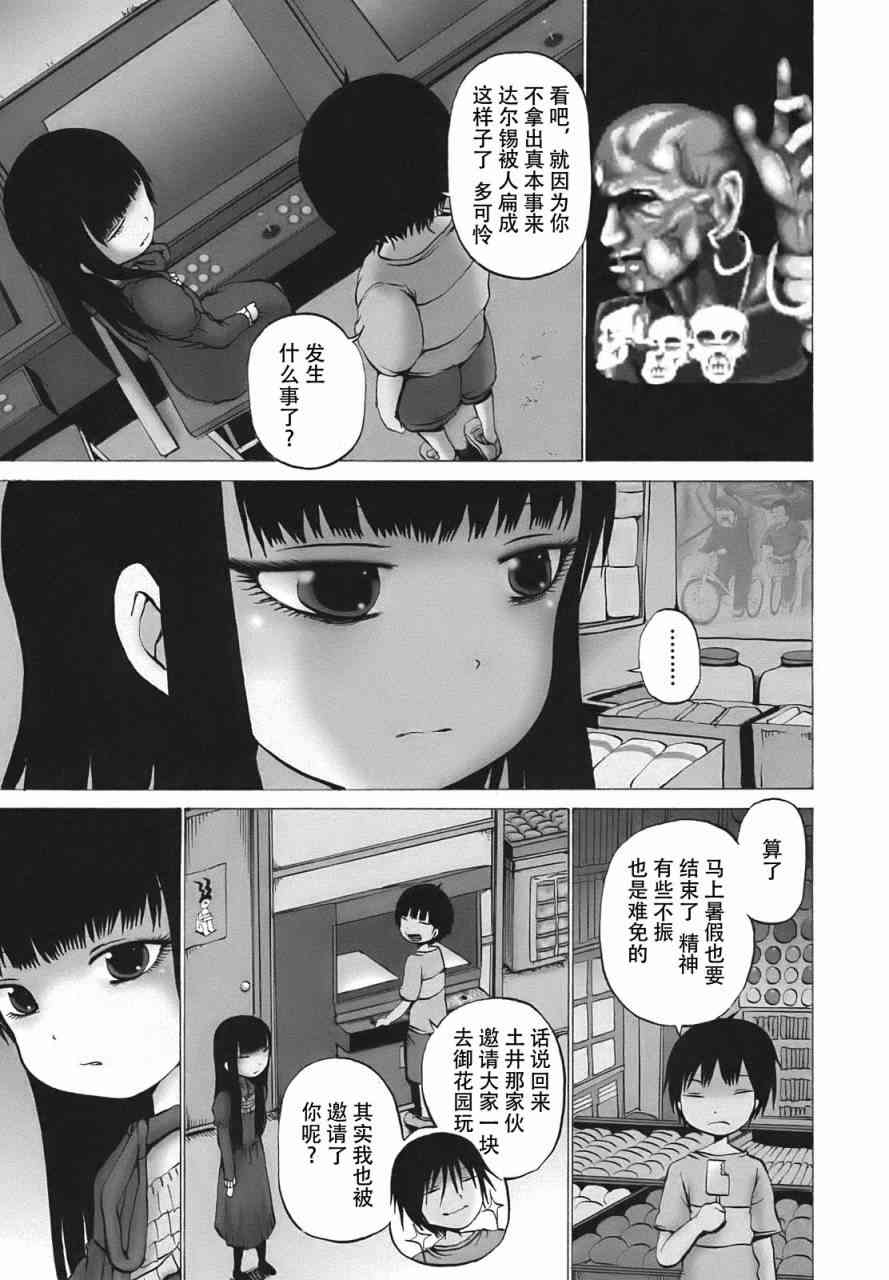 看吧，就因为你
不拿出真本事来
达尔锡被人扁成
这样子了 多可怜
发生
什么事了？
………
算了
马上暑假也要
结束了 精神
有些不振
也是难免的
话说回来
土井那家伙
邀请大家一块
去御花园玩
其实我也被
邀请了
你呢？